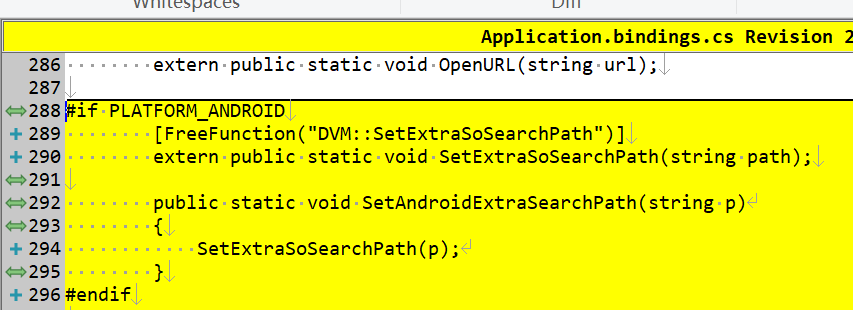 Whitespaces Diff
Application.bindings.cs Revision 2
286 extern public static void OpenURL(string url);
287
288 #if PLATFORM_ANDROID
289 [FreeFunction("DVM::SetExtraSoSearchPath")]
290 extern public static void SetExtraSoSearchPath(string path);
291
292 public static void SetAndroidExtraSearchPath(string p)
293 {
294 SetExtraSoSearchPath(p);
295 }
296 #endif